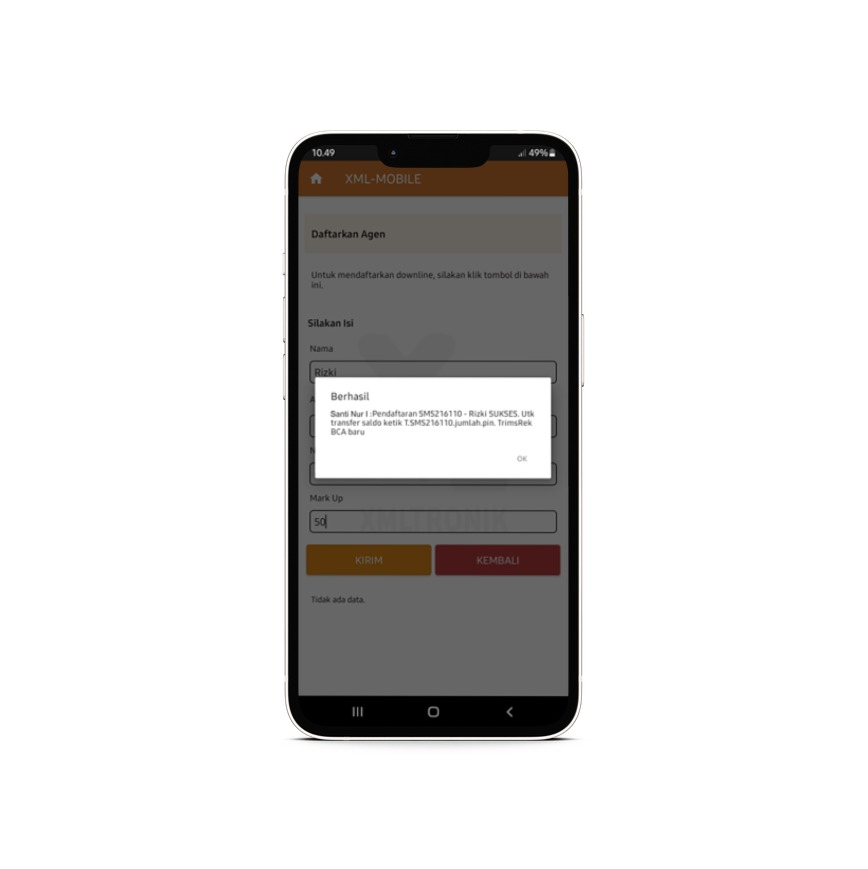 10.49
49%
XML-MOBILE
Daftarkan Agen
Untuk mendaftarkan downline, silakan klik tombol di bawah
ini.
Silakan Isi
Nama
Rizki
A
Berhasil
Santi Nur I :Pendaftaran SMS216110 - Rizki SUKSES. Utk
transfer saldo ketik T.SMS216110.jumlah.pin. TrimsRek
BCA baru
N
OK
Mark Up
50
XMLTRONIK
KIRIM
KEMBALI
Tidak ada data.